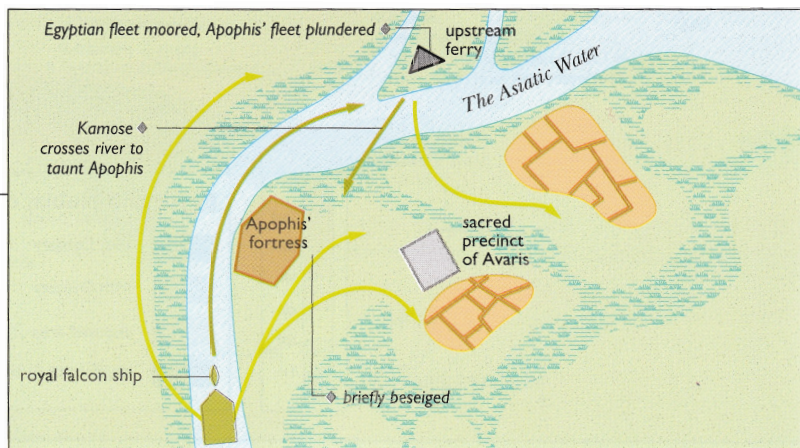 Egyptian fleet moored, Apophis' fleet plundered
upstream
ferry
The Asiatic Water
Kamose
crosses river to
taunt Apophis
Apophis'
fortress
sacred
precinct
of Avaris
royal falcon ship
briefly beseiged